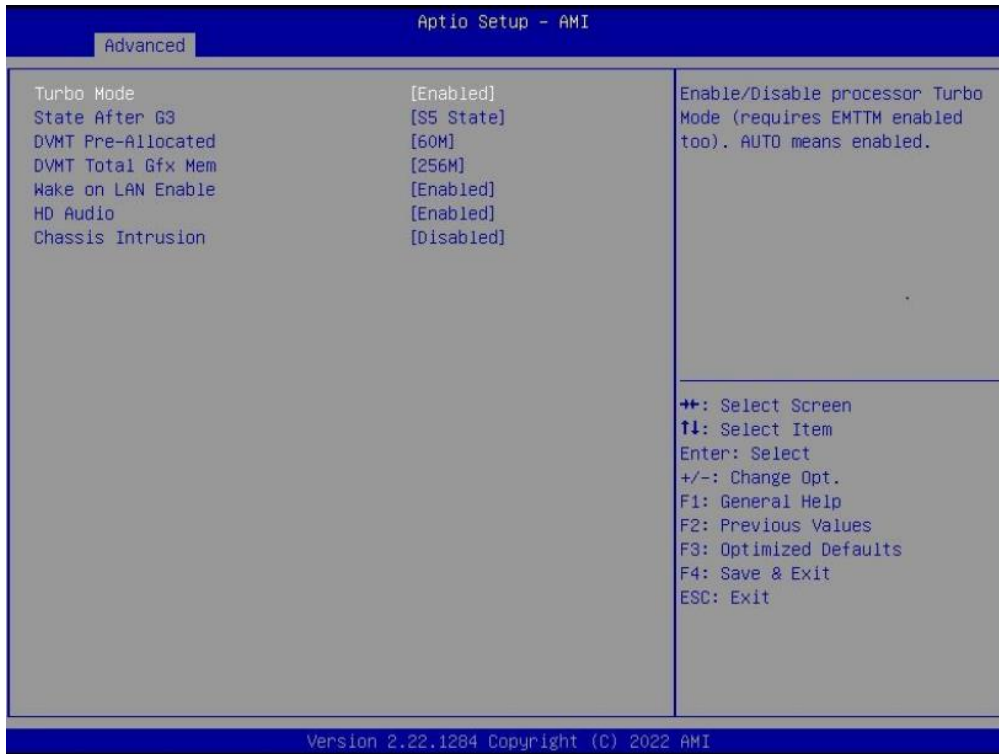 Aptio Setup – AMI
Advanced
Turbo Mode [Enabled]
State After G3 [S5 State]
DVMT Pre-Allocated [60M]
DVMT Total Gfx Mem [256M]
Wake on LAN Enable [Enabled]
HD Audio [Enabled]
Chassis Intrusion [Disabled]
Enable/Disable processor Turbo
Mode (requires EMTTM enabled
too). AUTO means enabled.
→←: Select Screen
↑↓: Select Item
Enter: Select
+/-: Change Opt.
F1: General Help
F2: Previous Values
F3: Optimized Defaults
F4: Save & Exit
ESC: Exit
Version 2.22.1284 Copyright (C) 2022 AMI